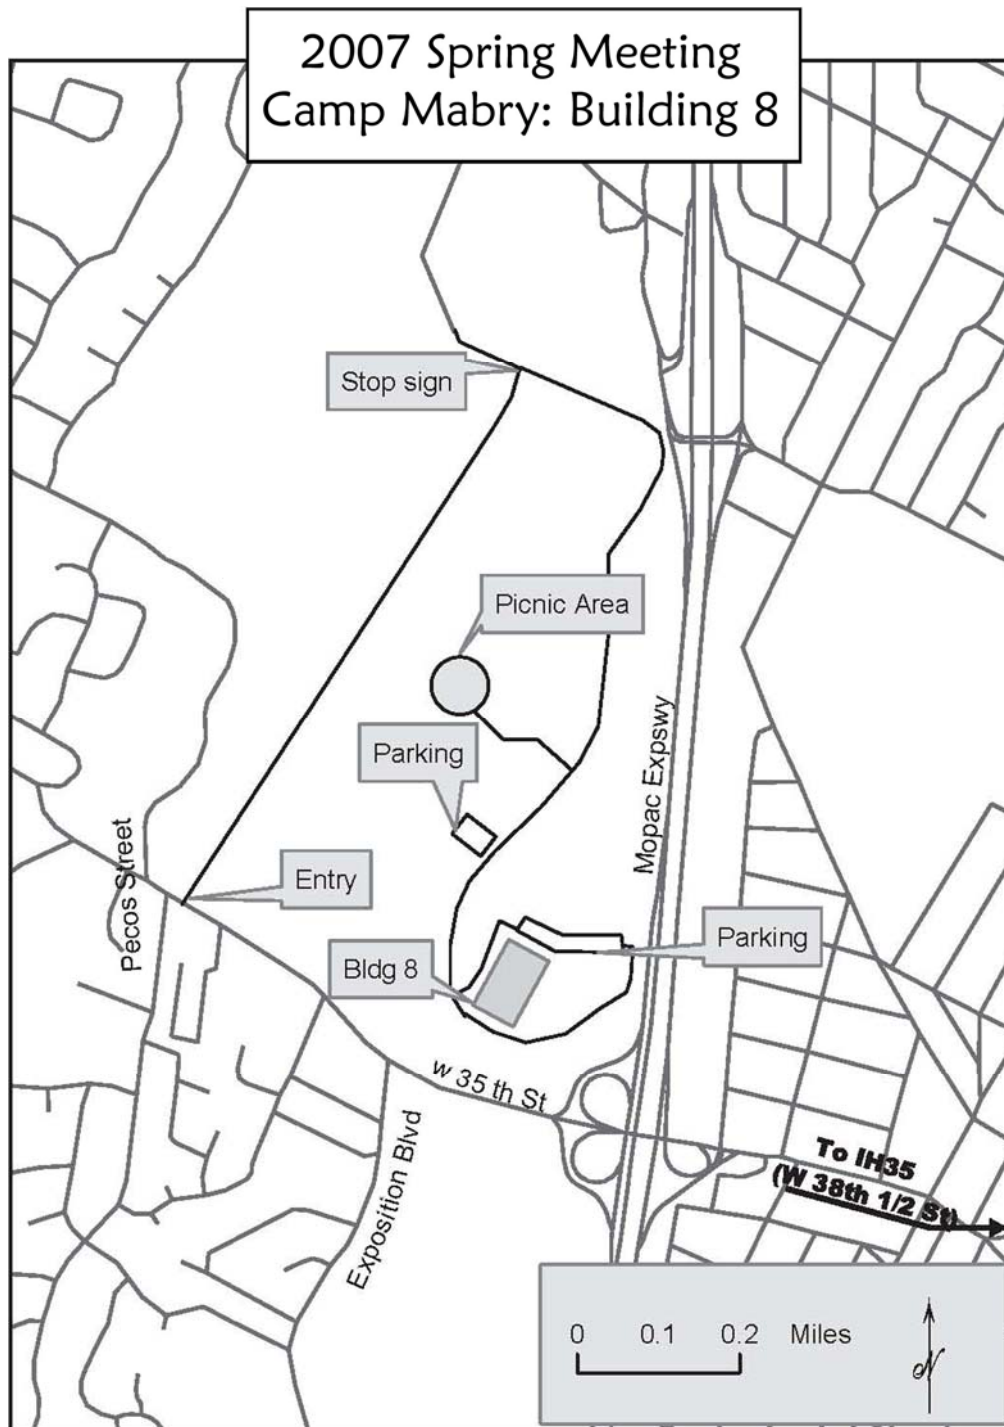 2007 Spring Meeting
Camp Mabry: Building 8
Stop sign
Picnic Area
Parking
Mopac Expswy
Pecos Street
Entry
Parking
Bldg 8
w 35 th St
Exposition Blvd
To IH35
(W 38th 1/2 St)
0 0.1 0.2 Miles
N